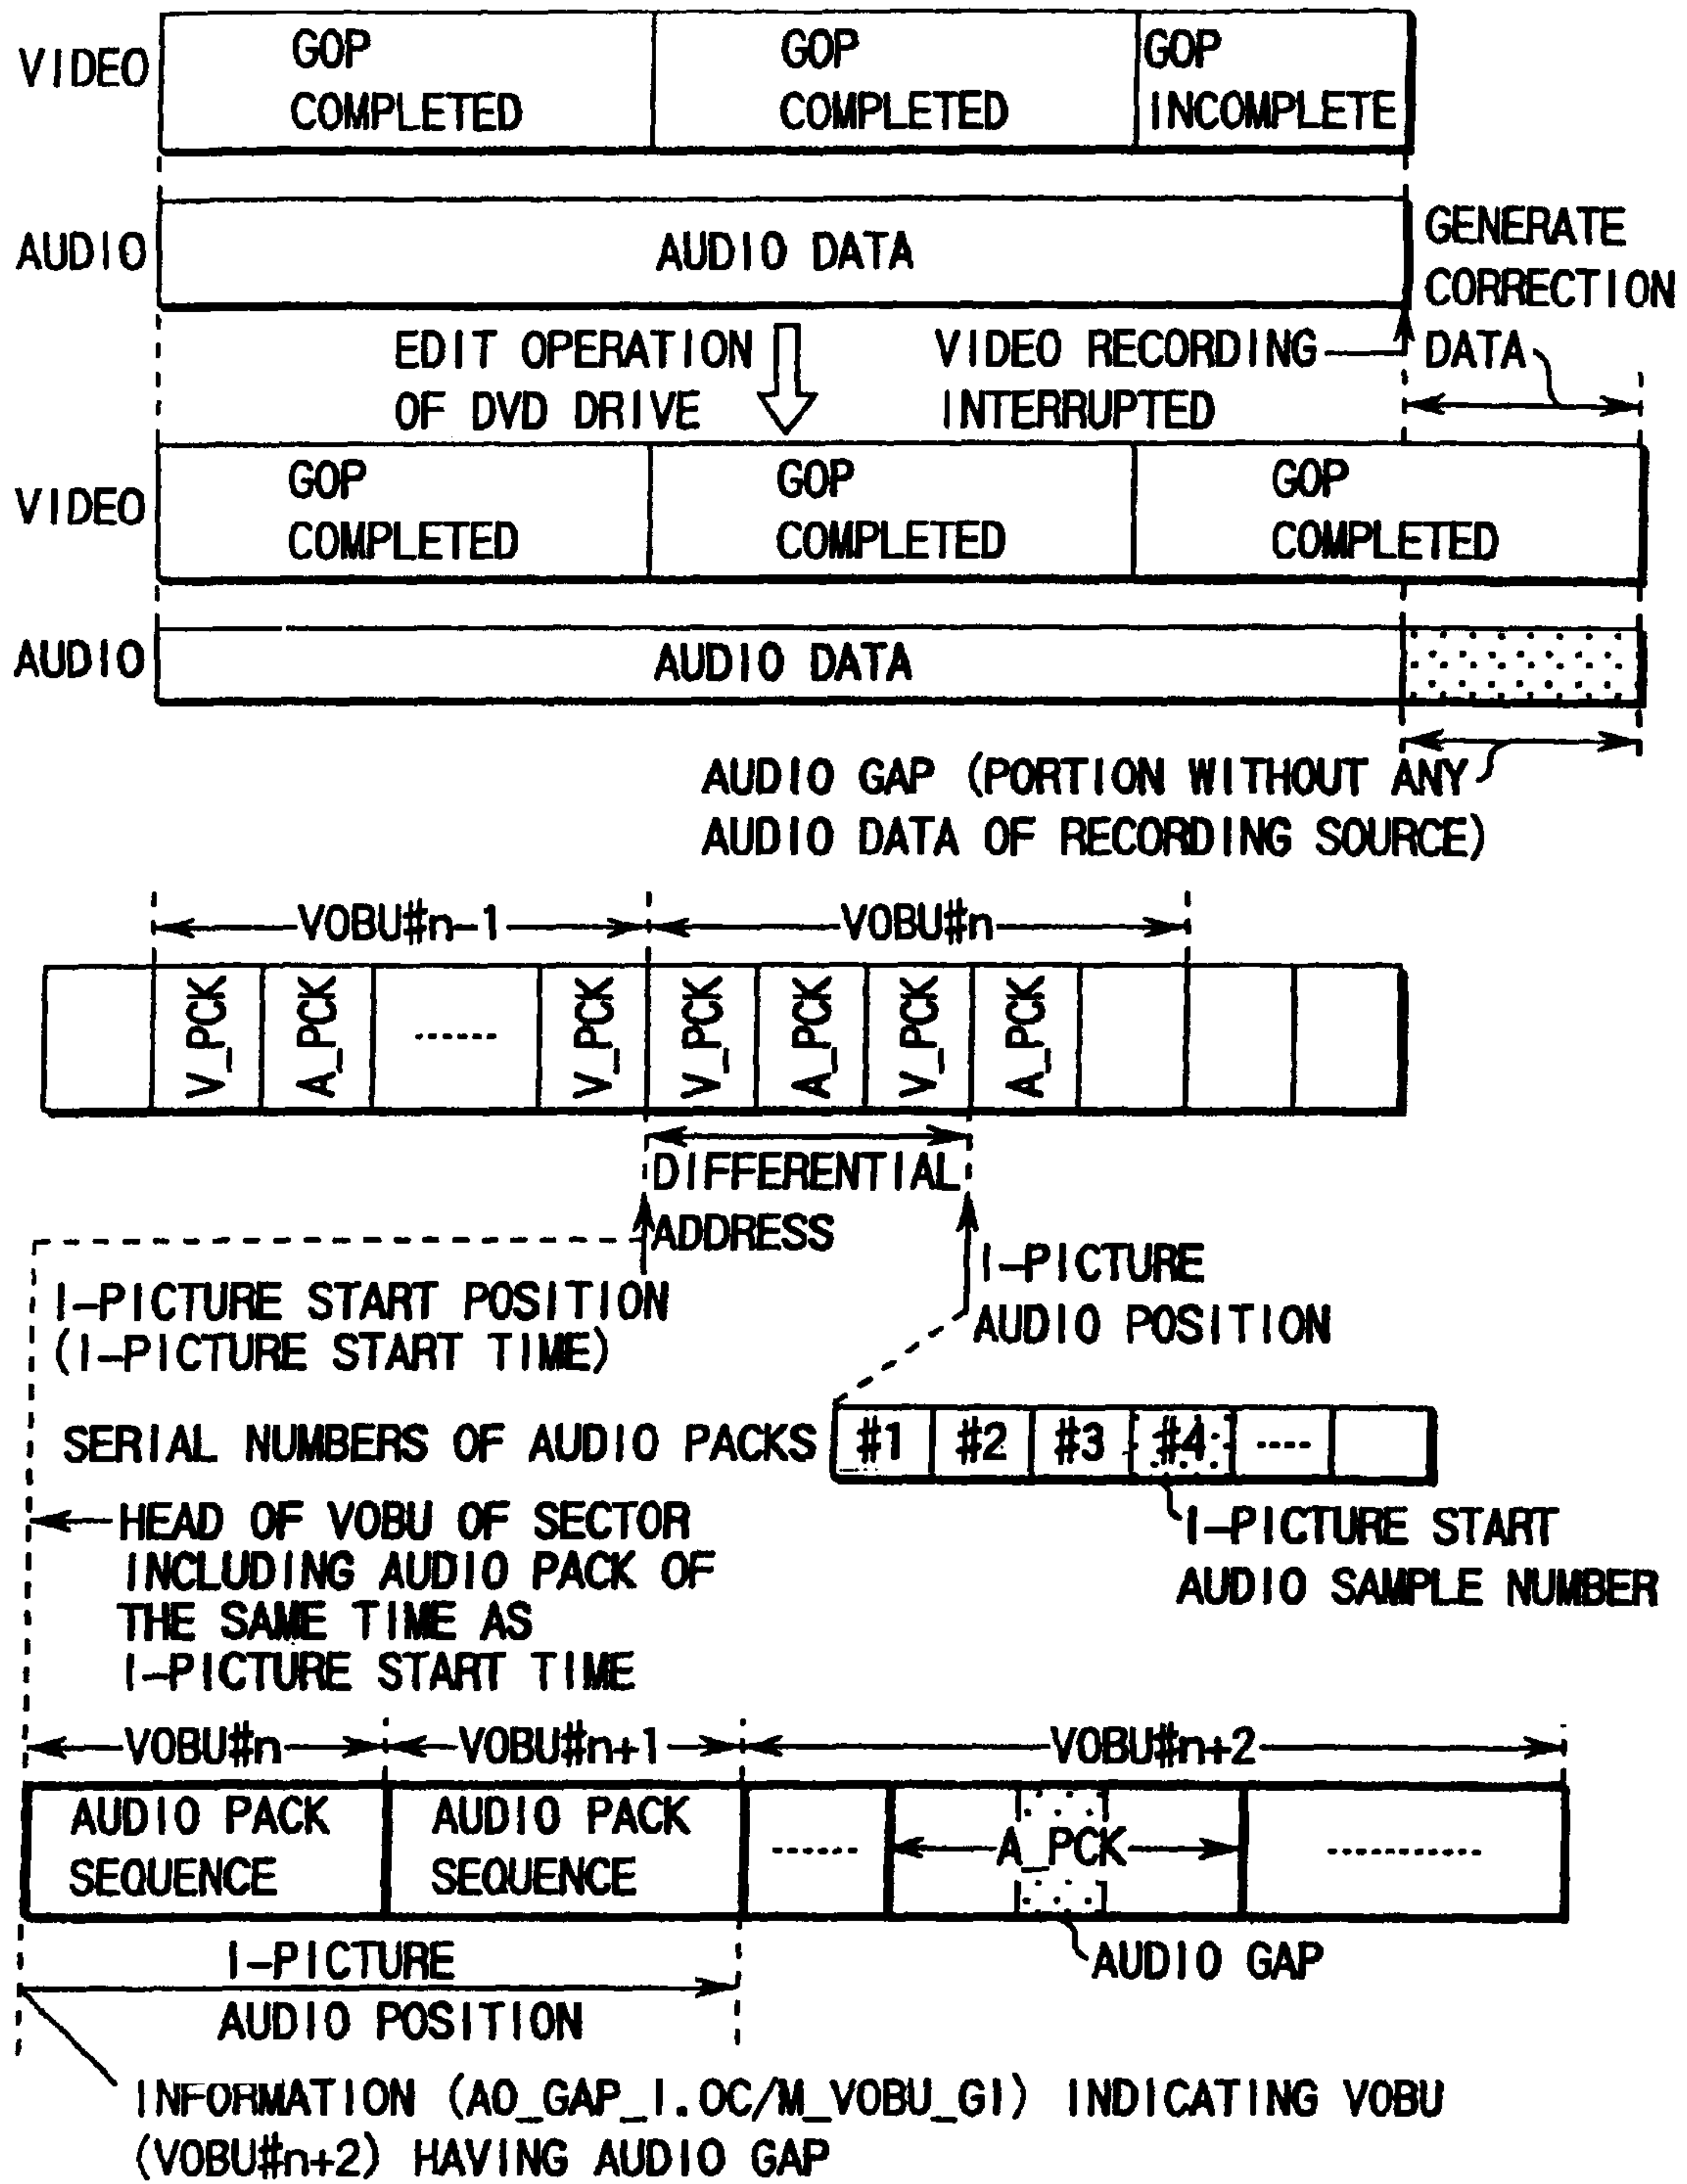 VIDEO
GOP COMPLETED
GOP COMPLETED
GOP INCOMPLETE
AUDIO
AUDIO DATA
GENERATE
CORRECTION
DATA
EDIT OPERATION
OF DVD DRIVE
VIDEO RECORDING
INTERRUPTED
VIDEO
GOP COMPLETED
GOP COMPLETED
GOP COMPLETED
AUDIO
AUDIO DATA
AUDIO GAP (PORTION WITHOUT ANY
AUDIO DATA OF RECORDING SOURCE)
VOBU#n-1
VOBU#n
V_PCK
A_PCK
------
V_PCK
V_PCK
A_PCK
V_PCK
A_PCK
DIFFERENTIAL
ADDRESS
I-PICTURE START POSITION
(I-PICTURE START TIME)
I-PICTURE
AUDIO POSITION
SERIAL NUMBERS OF AUDIO PACKS
#1 #2 #3 #4 ----
I-PICTURE START
AUDIO SAMPLE NUMBER
HEAD OF VOBU OF SECTOR
INCLUDING AUDIO PACK OF
THE SAME TIME AS
I-PICTURE START TIME
VOBU#n
VOBU#n+1
VOBU#n+2
AUDIO PACK
SEQUENCE
AUDIO PACK
SEQUENCE
------
A_PCK
-----------
AUDIO GAP
I-PICTURE
AUDIO POSITION
INFORMATION (A0_GAP_I.OC/M_VOBU_GI) INDICATING VOBU
(VOBU#n+2) HAVING AUDIO GAP